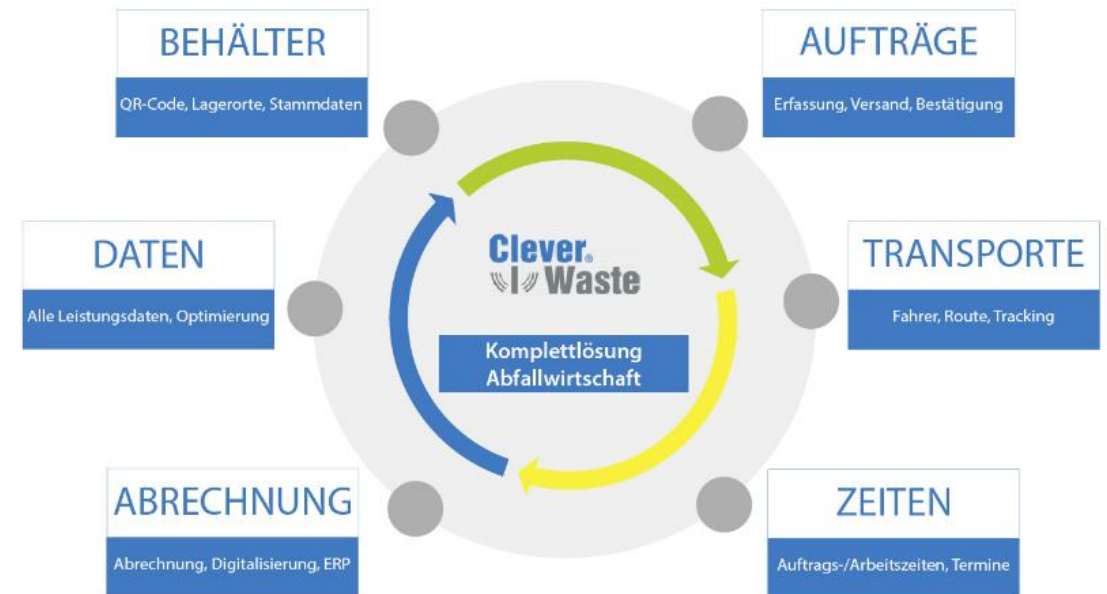 BEHÄLTER
QR-Code, Lagerorte, Stammdaten
AUFTRÄGE
Erfassung, Versand, Bestätigung
DATEN
Alle Leistungsdaten, Optimierung
Clever®
Waste
Komplettlösung
Abfallwirtschaft
TRANSPORTE
Fahrer, Route, Tracking
ABRECHNUNG
Abrechnung, Digitalisierung, ERP
ZEITEN
Auftrags-/Arbeitszeiten, Termine